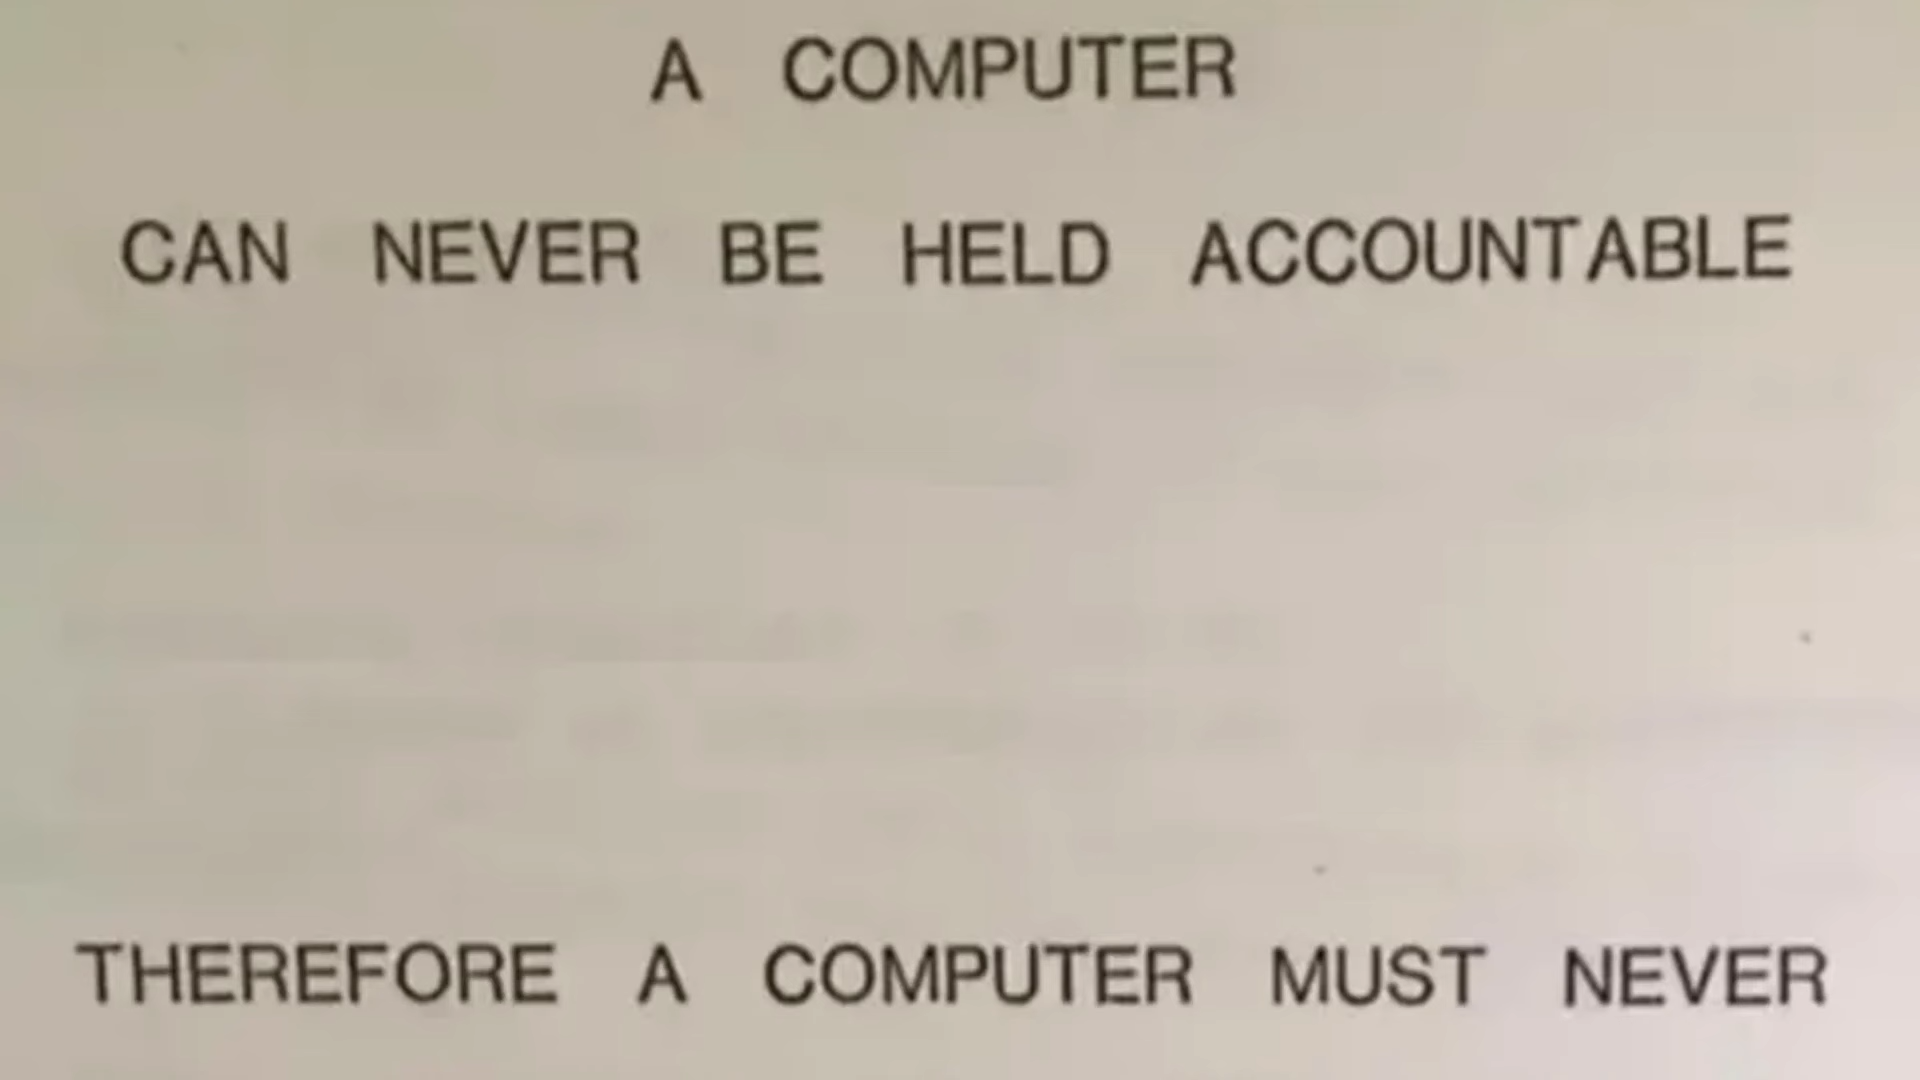 A COMPUTER
CAN NEVER BE HELD ACCOUNTABLE
THEREFORE A COMPUTER MUST NEVER